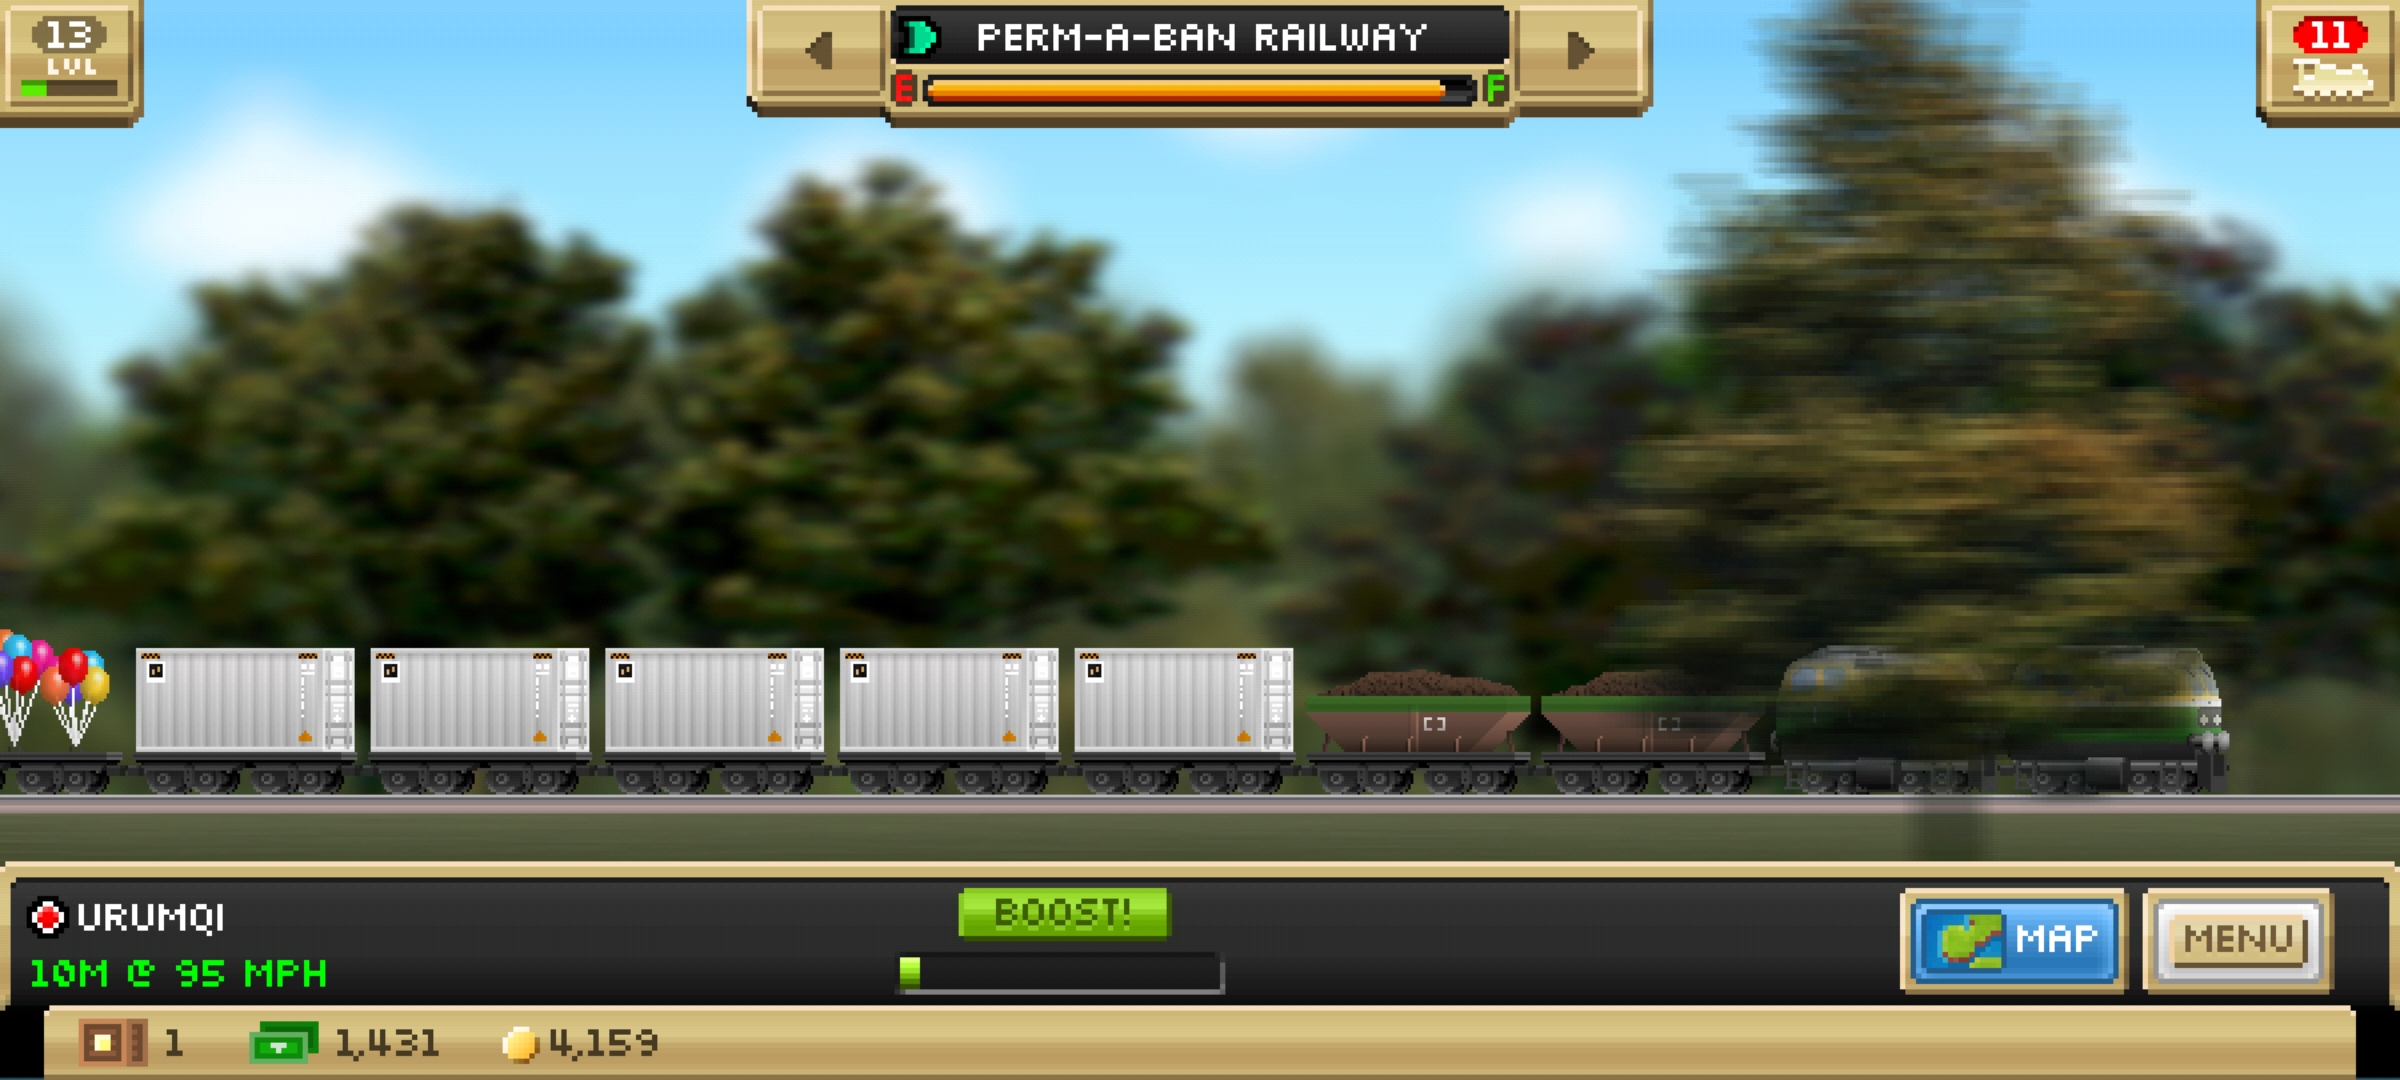 13
LVL
PERM-A-BAN RAILWAY
E F
11
URUMQI
10M @ 95 MPH
BOOST!
MAP
MENU
1 1,431 4,159